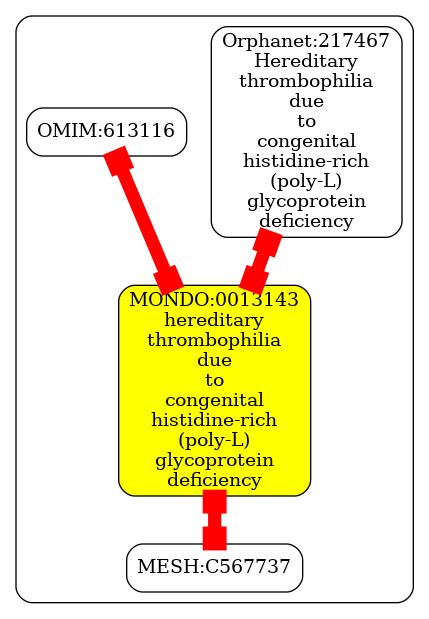 Orphanet:217467
Hereditary
thrombophilia
due
to
congenital
histidine-rich
(poly-L)
glycoprotein
deficiency
OMIM:613116
MONDO:0013143
hereditary
thrombophilia
due
to
congenital
histidine-rich
(poly-L)
glycoprotein
deficiency
MESH:C567737